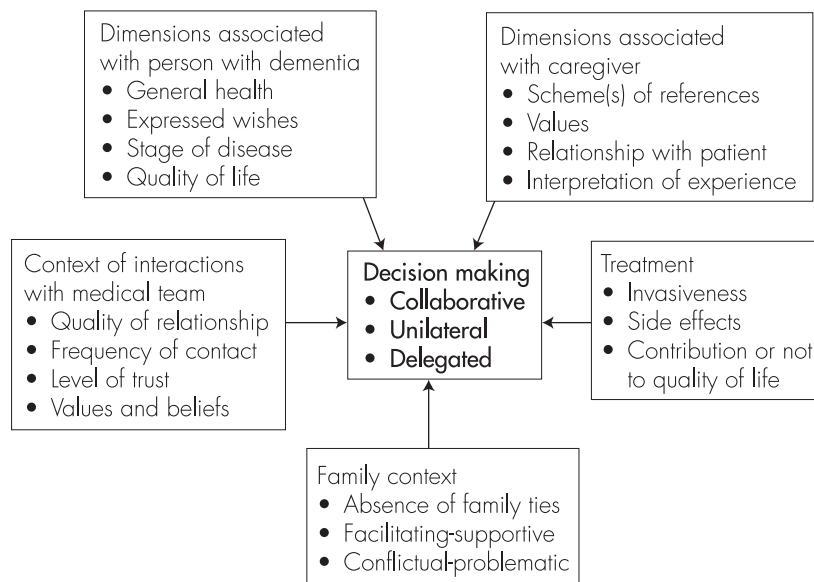 Dimensions associated
with person with dementia
• General health
• Expressed wishes
• Stage of disease
• Quality of life
Dimensions associated
with caregiver
• Scheme(s) of references
• Values
• Relationship with patient
• Interpretation of experience
Context of interactions
with medical team
• Quality of relationship
• Frequency of contact
• Level of trust
• Values and beliefs
Decision making
• Collaborative
• Unilateral
• Delegated
Treatment
• Invasiveness
• Side effects
• Contribution or not
to quality of life
Family context
• Absence of family ties
• Facilitating-supportive
• Conflictual-problematic